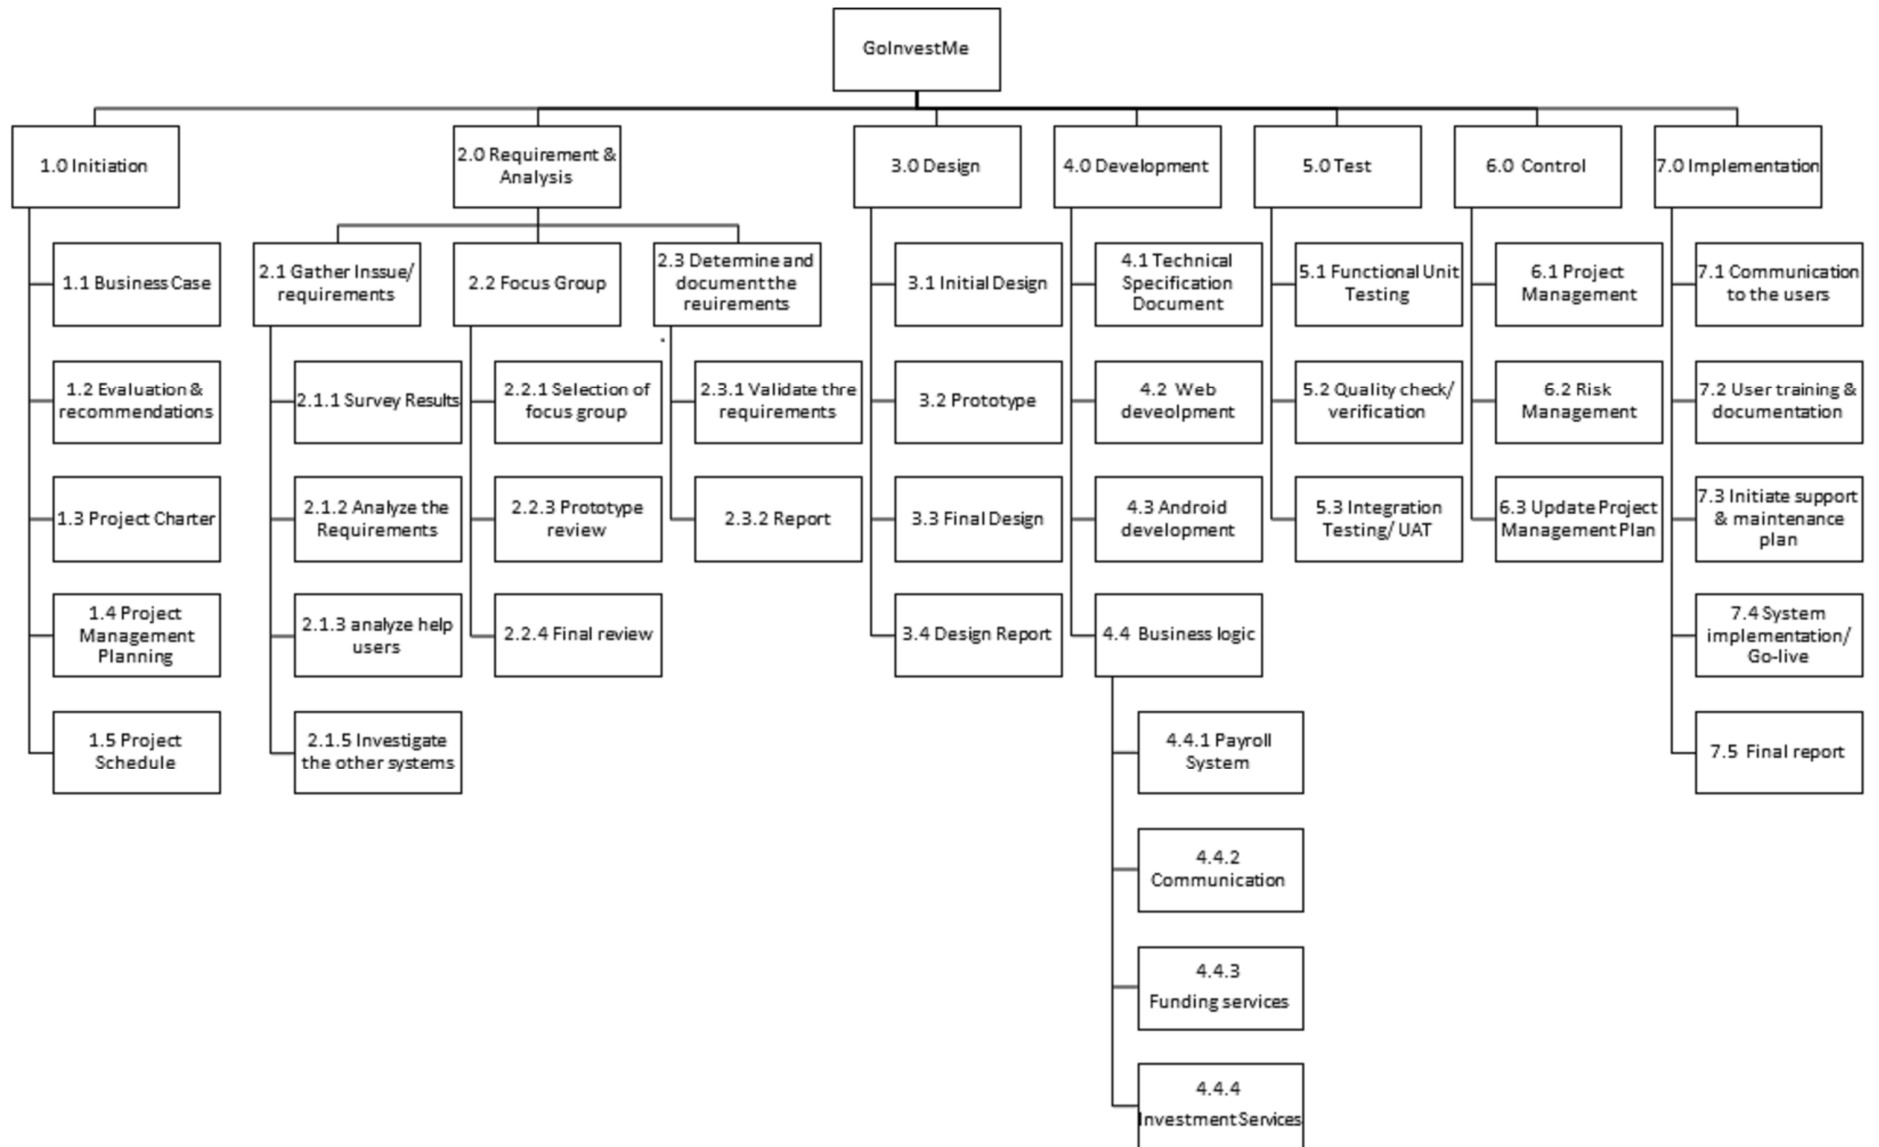 GoInvestMe
1.0 Initiation
2.0 Requirement &
Analysis
3.0 Design
4.0 Development
5.0 Test
6.0 Control
7.0 Implementation
1.1 Business Case
1.2 Evaluation &
recommendations
1.3 Project Charter
1.4 Project
Management
Planning
1.5 Project
Schedule
2.1 Gather Inssue/
requirements
2.1.1 Survey Results
2.1.2 Analyze the
Requirements
2.1.3 analyze help
users
2.1.5 Investigate
the other systems
2.2 Focus Group
2.2.1 Selection of
focus group
2.2.3 Prototype
review
2.2.4 Final review
2.3 Determine and
document the
reuirements
2.3.1 Validate thre
requirements
2.3.2 Report
3.1 Initial Design
3.2 Prototype
3.3 Final Design
3.4 Design Report
4.1 Technical
Specification
Document
4.2 Web
deveolpment
4.3 Android
development
4.4 Business logic
4.4.1 Payroll
System
4.4.2
Communication
4.4.3
Funding services
4.4.4
Investment Services
5.1 Functional Unit
Testing
5.2 Quality check/
verification
5.3 Integration
Testing/ UAT
6.1 Project
Management
6.2 Risk
Management
6.3 Update Project
Management Plan
7.1 Communication
to the users
7.2 User training &
documentation
7.3 Initiate support
& maintenance
plan
7.4 System
implementation/
Go-live
7.5 Final report